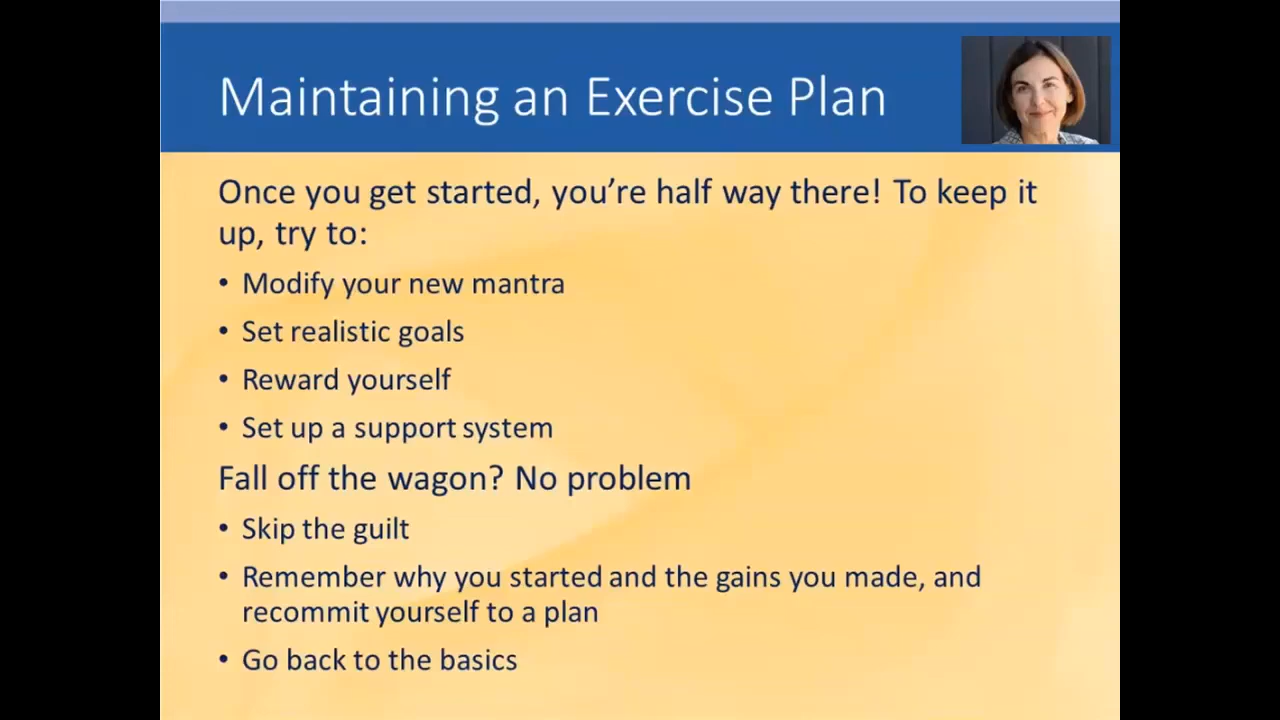 Maintaining an Exercise Plan
Once you get started, you’re half way there! To keep it
up, try to:
• Modify your new mantra
• Set realistic goals
• Reward yourself
• Set up a support system
Fall off the wagon? No problem
• Skip the guilt
• Remember why you started and the gains you made, and
recommit yourself to a plan
• Go back to the basics